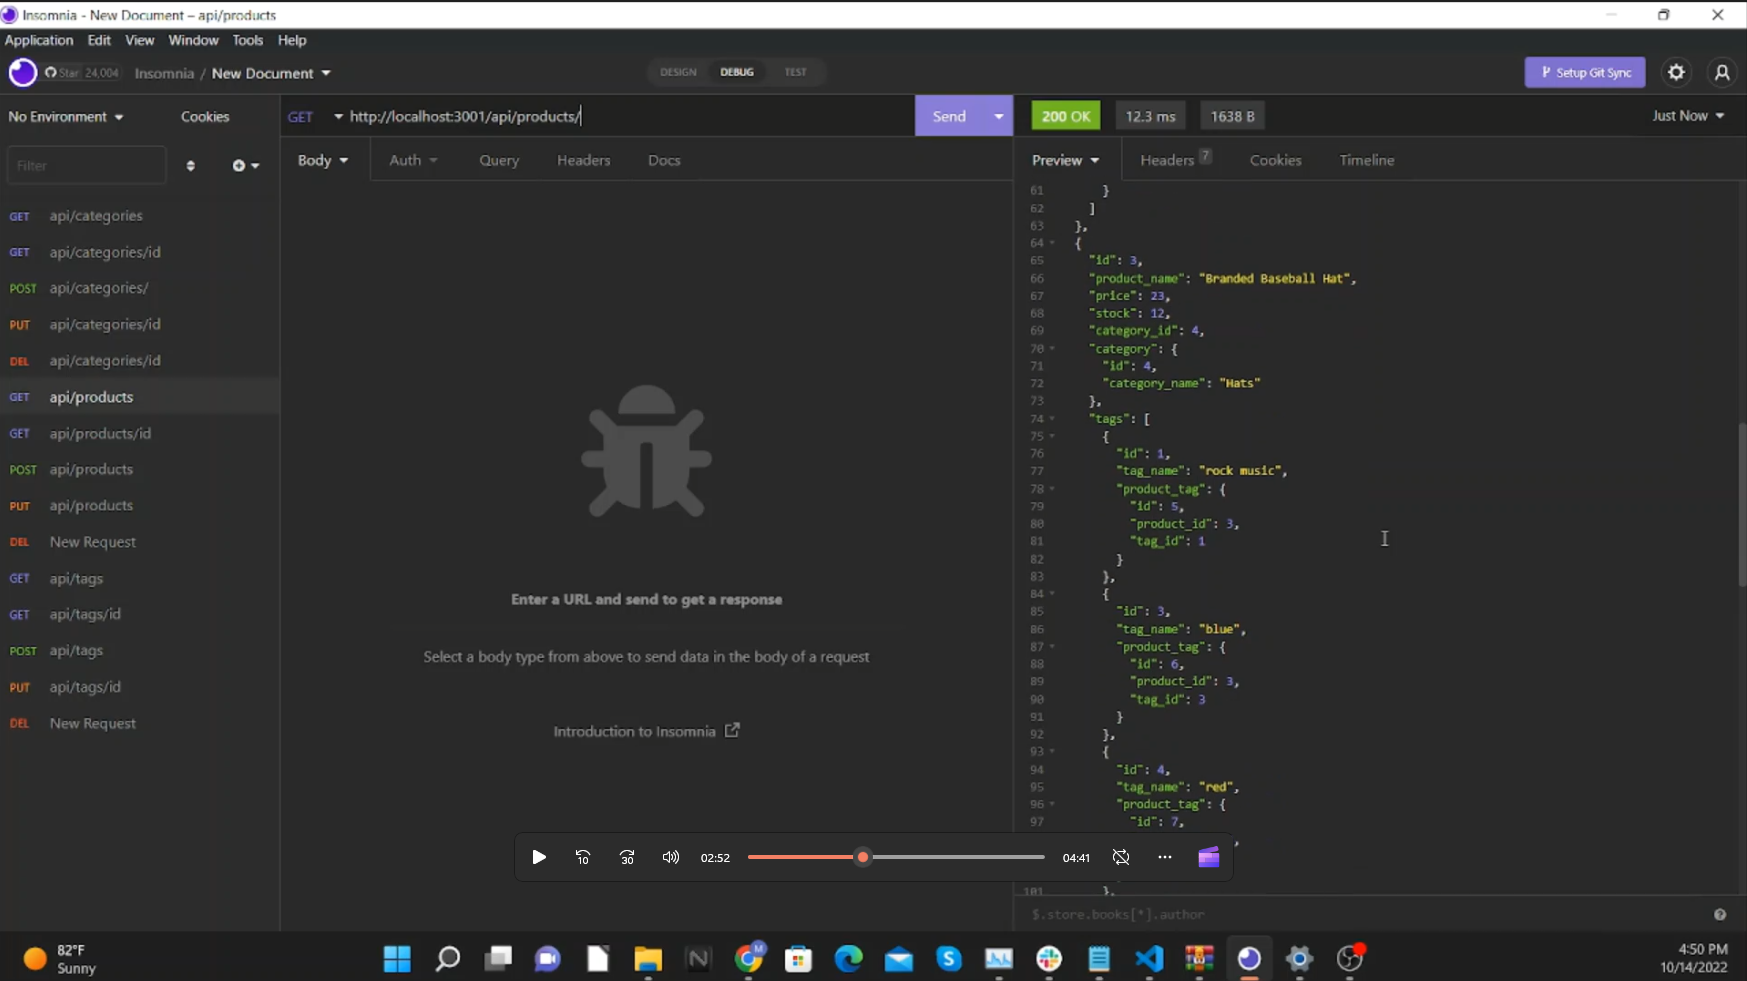 Insomnia - New Document – api/products
Application Edit View Window Tools Help
Star 24,004 Insomnia / New Document DESIGN DEBUG TEST Setup Git Sync
No Environment Cookies GET http://localhost:3001/api/products/ Send 200 OK 12.3 ms 1638 B Just Now
Filter Body Auth Query Headers Docs Preview Headers 7 Cookies Timeline
GET api/categories
GET api/categories/id
POST api/categories/
PUT api/categories/id
DEL api/categories/id
GET api/products
GET api/products/id
POST api/products
PUT api/products
DEL New Request
GET api/tags
GET api/tags/id
POST api/tags
PUT api/tags/id
DEL New Request
Enter a URL and send to get a response
Select a body type from above to send data in the body of a request
Introduction to Insomnia
61 }
62 ]
63 },
64 {
65 "id": 3,
66 "product_name": "Branded Baseball Hat",
67 "price": 23,
68 "stock": 12,
69 "category_id": 4,
70 "category": {
71 "id": 4,
72 "category_name": "Hats"
73 },
74 "tags": [
75 {
76 "id": 1,
77 "tag_name": "rock music",
78 "product_tag": {
79 "id": 5,
80 "product_id": 3,
81 "tag_id": 1
82 }
83 },
84 {
85 "id": 3,
86 "tag_name": "blue",
87 "product_tag": {
88 "id": 6,
89 "product_id": 3,
90 "tag_id": 3
91 }
92 },
93 {
94 "id": 4,
95 "tag_name": "red",
96 "product_tag": {
97 "id": 7,
101 },
$.store.books[*].author
10 30 02:52 04:41
82°F
Sunny
4:50 PM
10/14/2022